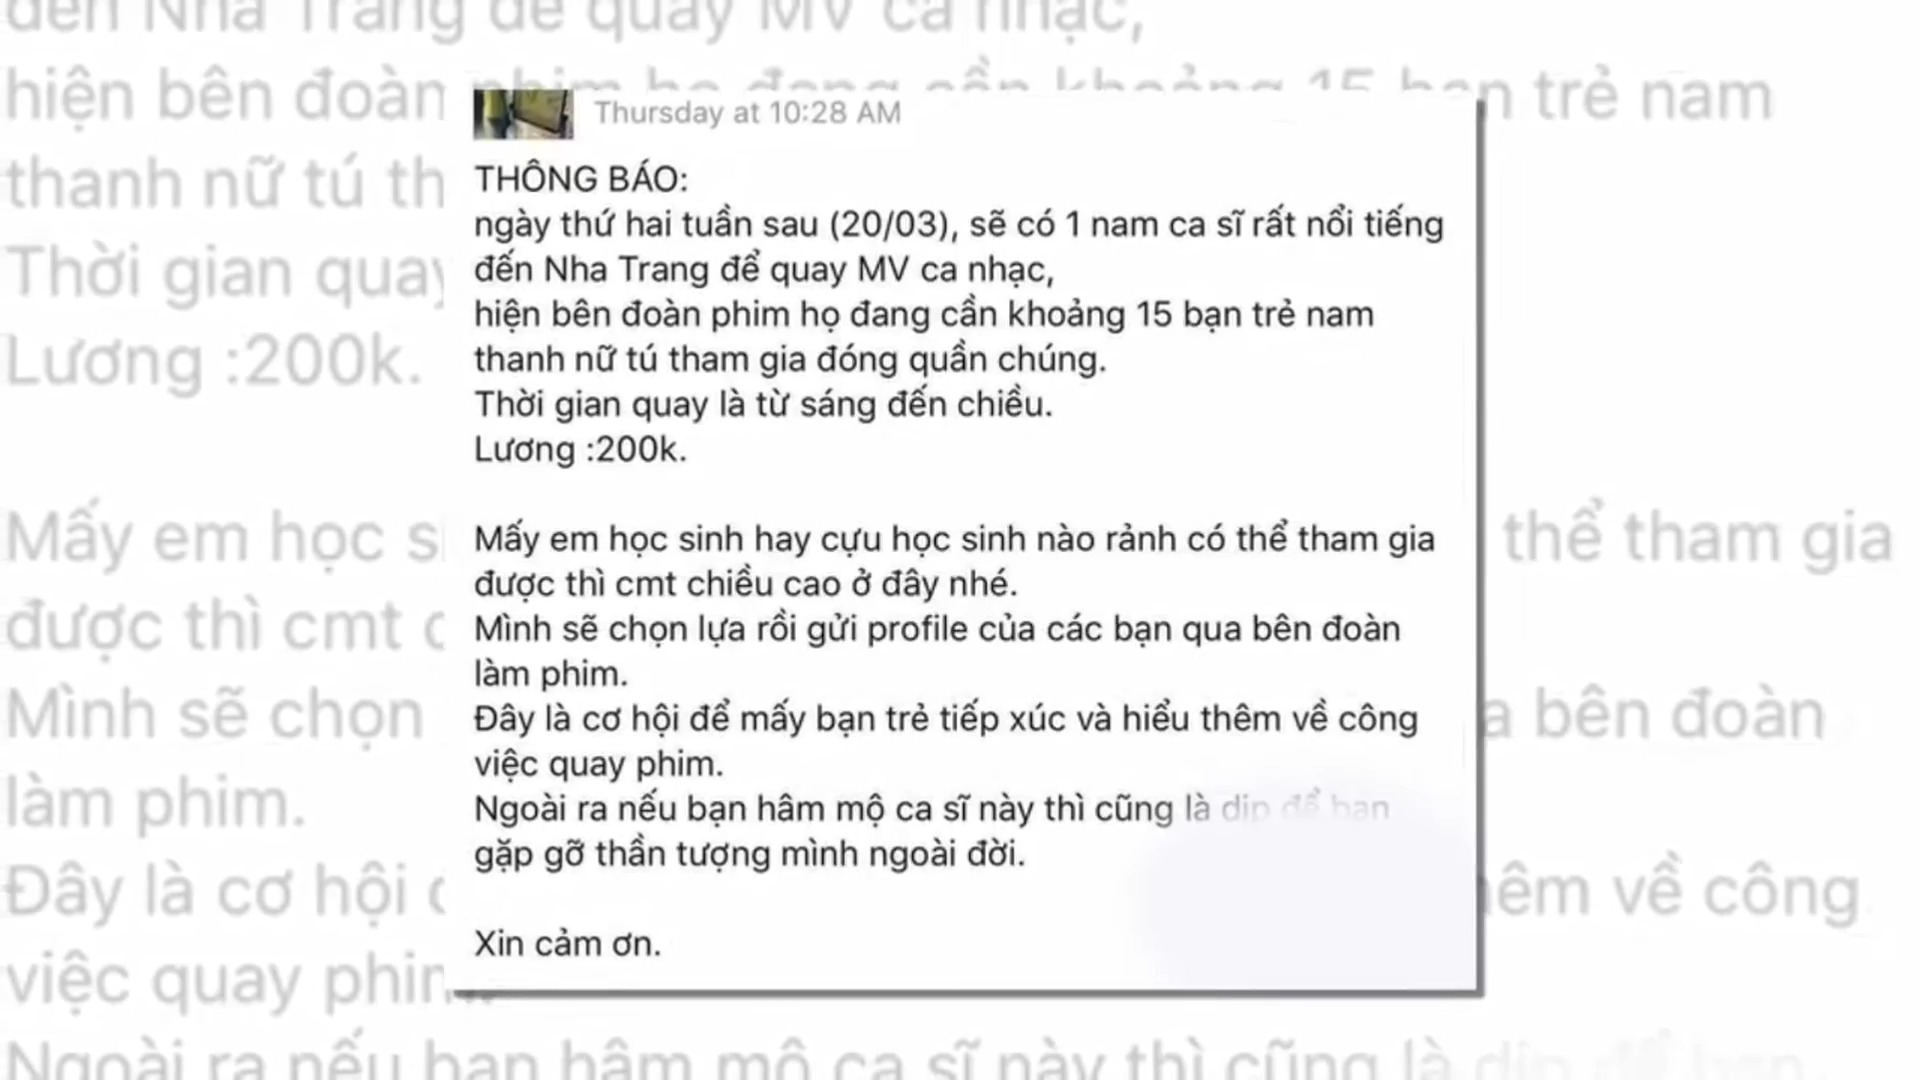 Thursday at 10:28 AM
THÔNG BÁO:
ngày thứ hai tuần sau (20/03), sẽ có 1 nam ca sĩ rất nổi tiếng
đến Nha Trang để quay MV ca nhạc,
hiện bên đoàn phim họ đang cần khoảng 15 bạn trẻ nam
thanh nữ tú tham gia đóng quần chúng.
Thời gian quay là từ sáng đến chiều.
Lương :200k.
Mấy em học sinh hay cựu học sinh nào rảnh có thể tham gia
được thì cmt chiều cao ở đây nhé.
Mình sẽ chọn lựa rồi gửi profile của các bạn qua bên đoàn
làm phim.
Đây là cơ hội để mấy bạn trẻ tiếp xúc và hiểu thêm về công
việc quay phim.
Ngoài ra nếu bạn hâm mộ ca sĩ này thì cũng là dịp để bạn
gặp gỡ thần tượng mình ngoài đời.
Xin cảm ơn.